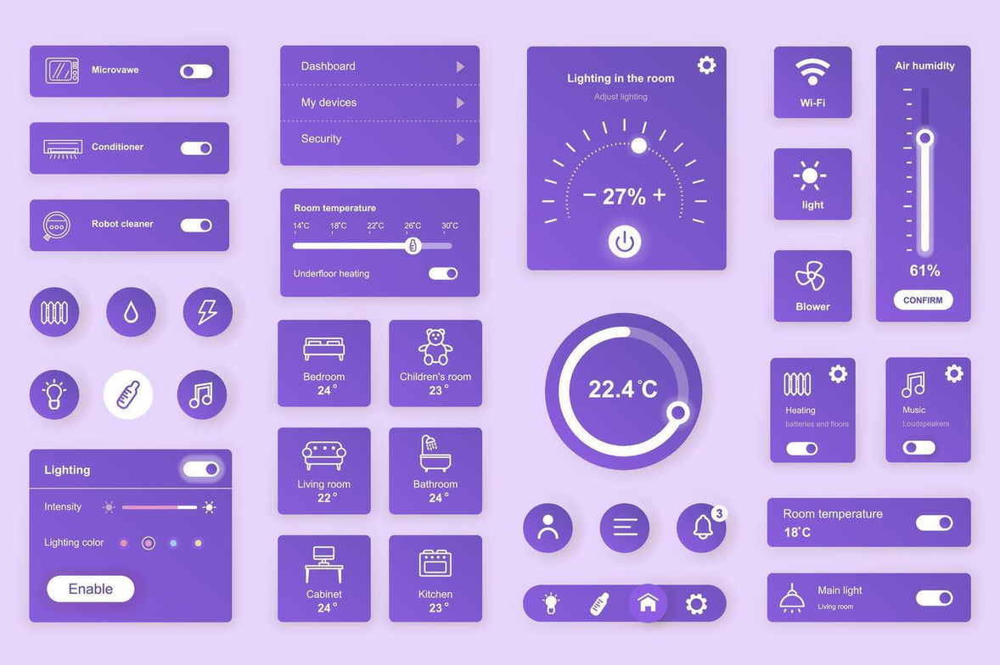 Microvawe
Conditioner
Robot cleaner
Lighting
Intensity
Lighting color
Enable
Dashboard
My devices
Security
Room temperature
14°C 18°C 22°C 26°C 30°C
Underfloor heating
Bedroom
24°
Children's room
23°
Living room
22°
Bathroom
24°
Cabinet
24°
Kitchen
23°
Lighting in the room
Adjust lighting
− 27% +
22.4°C
3
Wi-Fi
light
Blower
Air humidity
61%
CONFIRM
Heating
batteries and floors
Music
Loudspeakers
Room temperature
18°C
Main light
Living room